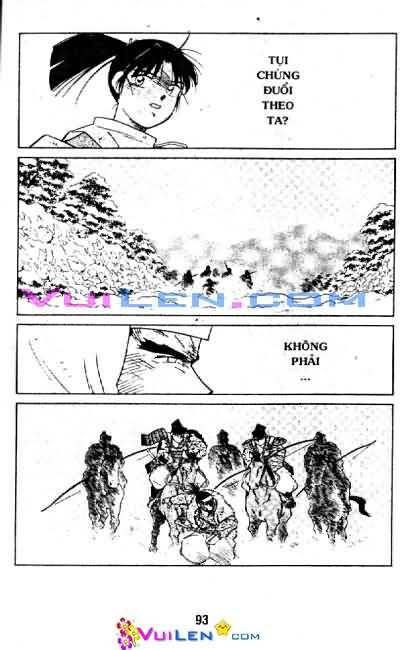 TỤI
CHÚNG
ĐUỔI
THEO
TA?
VUILEN.COM
KHÔNG
PHẢI
...
93
VUILEN.COM